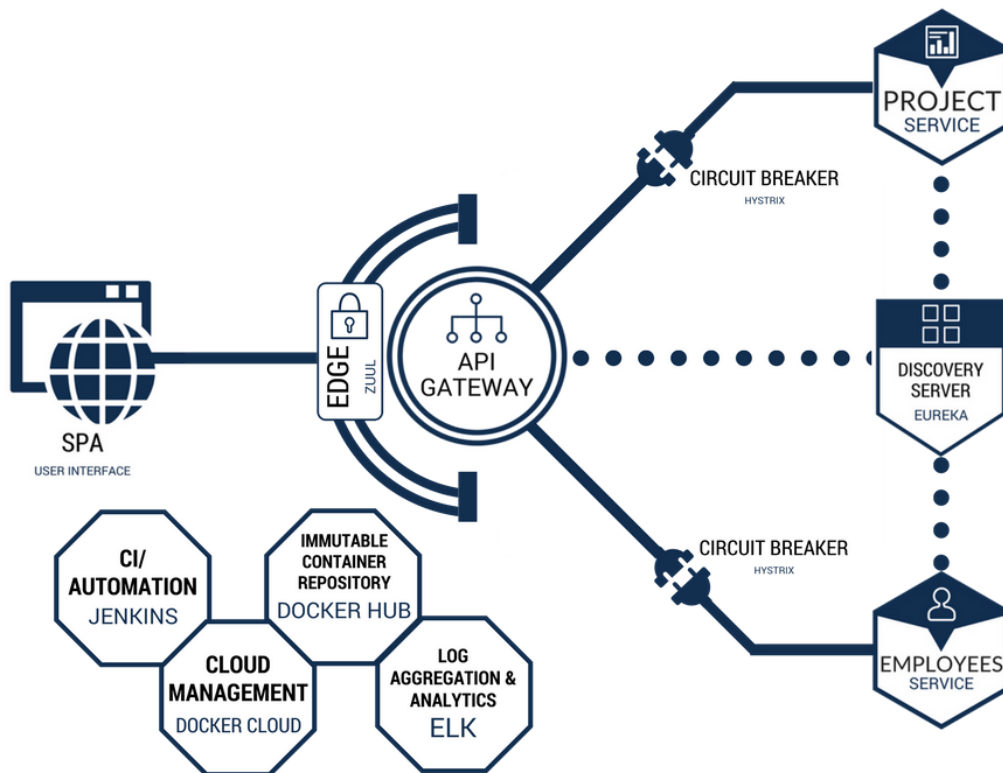 PROJECT
SERVICE
CIRCUIT BREAKER
HYSTRIX
EDGE
ZUUL
API
GATEWAY
DISCOVERY
SERVER
EUREKA
SPA
USER INTERFACE
CIRCUIT BREAKER
HYSTRIX
EMPLOYEES
SERVICE
CI/
AUTOMATION
JENKINS
IMMUTABLE
CONTAINER
REPOSITORY
DOCKER HUB
CLOUD
MANAGEMENT
DOCKER CLOUD
LOG
AGGREGATION &
ANALYTICS
ELK